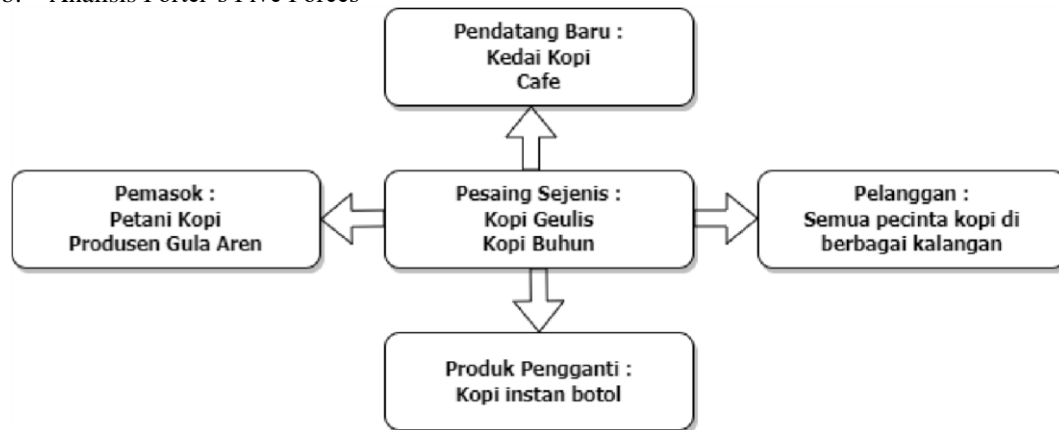 Analisis Porter's Five Forces
Pendatang Baru :
Kedai Kopi
Cafe
Pemasok :
Petani Kopi
Produsen Gula Aren
Pesaing Sejenis :
Kopi Geulis
Kopi Buhun
Pelanggan :
Semua pecinta kopi di
berbagai kalangan
Produk Pengganti :
Kopi instan botol